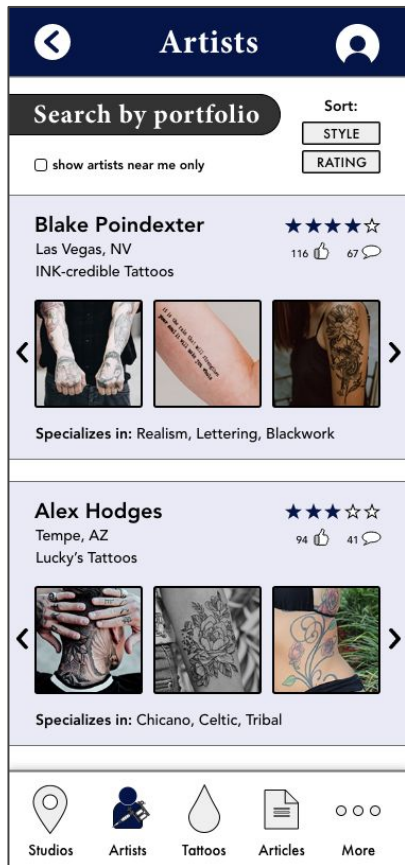 Artists
Search by portfolio
Sort:
STYLE
RATING
show artists near me only
Blake Poindexter
Las Vegas, NV
INK-credible Tattoos
116
67
Specializes in: Realism, Lettering, Blackwork
Alex Hodges
Tempe, AZ
Lucky's Tattoos
94
41
Specializes in: Chicano, Celtic, Tribal
Studios
Artists
Tattoos
Articles
More